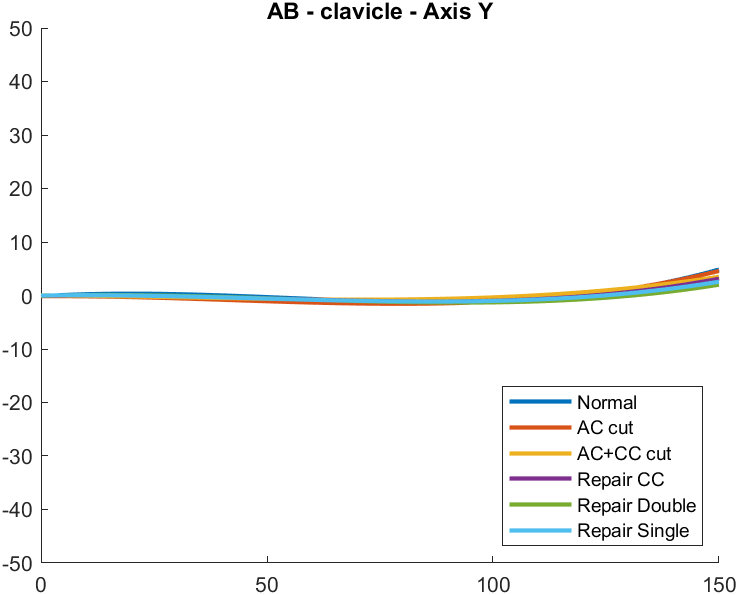 AB - clavicle - Axis Y
50
40
30
20
10
0
-10
-20
-30
-40
-50
0 50 100 150
Normal
AC cut
AC+CC cut
Repair CC
Repair Double
Repair Single